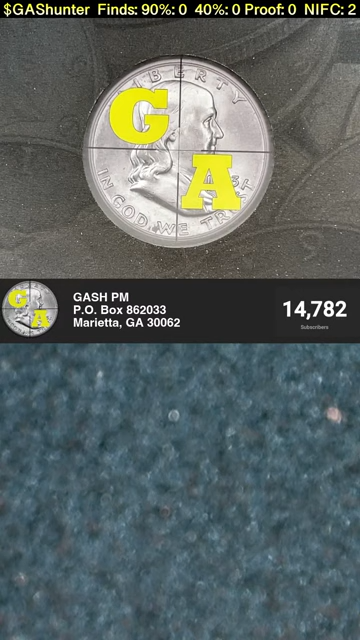 $GAShunter Finds: 90%: 0 40%: 0 Proof: 0 NIFC: 2
LIBERTY
G
A
IN GOD WE TRUST
GASH PM
P.O. Box 862033
Marietta, GA 30062
14,782
Subscribers
G
A